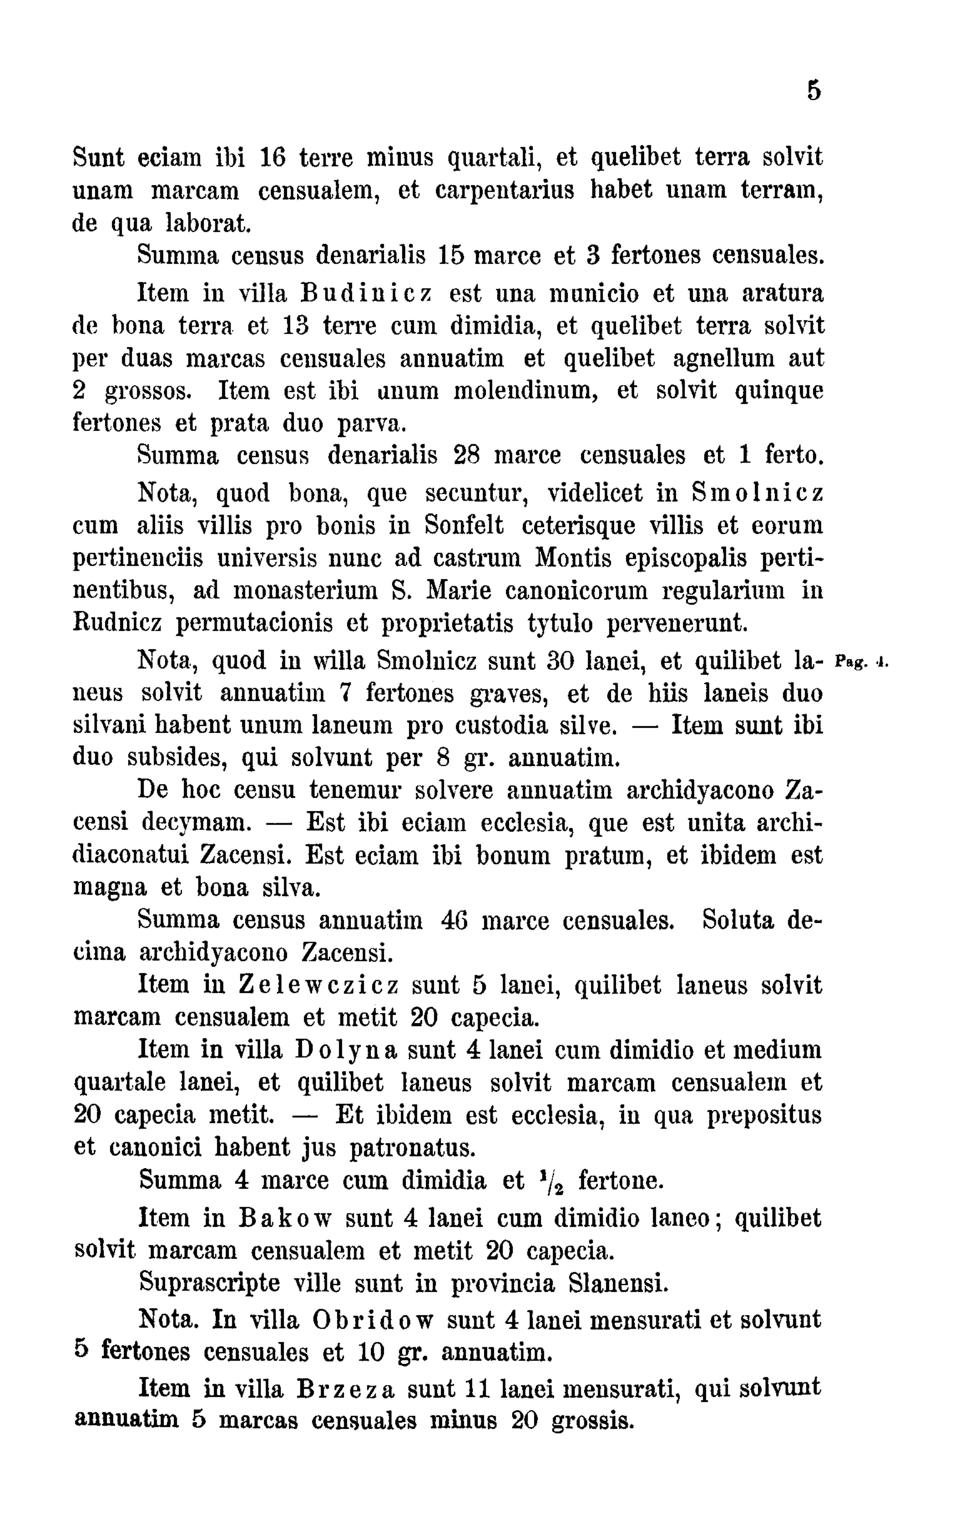 5
Sunt eciam ibi 16 terre minus quartali, et quelibet terra solvit
unam marcam censualem, et carpentarius habet unam terram,
de qua laborat.
Summa census denarialis 15 marce et 3 fertones censuales.
Item in villa Budinicz est una municio et una aratura
de bona terra et 13 terre cum dimidia, et quelibet terra solvit
per duas marcas censuales annuatim et quelibet agnellum aut
2 grossos. Item est ibi unum molendinum, et solvit quinque
fertones et prata duo parva.
Summa census denarialis 28 marce censuales et 1 ferto.
Nota, quod bona, que secuntur, videlicet in Smolnicz
cum aliis villis pro bonis in Sonfelt ceterisque villis et eorum
pertinenciis universis nunc ad castrum Montis episcopalis perti-
nentibus, ad monasterium S. Marie canonicorum regularium in
Rudnicz permutacionis et proprietatis tytulo pervenerunt.
Nota, quod in willa Smolnicz sunt 30 lanei, et quilibet la- Pag. 4.
neus solvit annuatim 7 fertones graves, et de hiis laneis duo
silvani habent unum laneum pro custodia silve. — Item sunt ibi
duo subsides, qui solvunt per 8 gr. annuatim.
De hoc censu tenemur solvere annuatim archidyacono Za-
censi decymam. — Est ibi eciam ecclesia, que est unita archi-
diaconatui Zacensi. Est eciam ibi bonum pratum, et ibidem est
magna et bona silva.
Summa census annuatim 46 marce censuales. Soluta de-
cima archidyacono Zacensi.
Item in Zelewczicz sunt 5 lanei, quilibet laneus solvit
marcam censualem et metit 20 capecia.
Item in villa Dolyna sunt 4 lanei cum dimidio et medium
quartale lanei, et quilibet laneus solvit marcam censualem et
20 capecia metit. — Et ibidem est ecclesia, in qua prepositus
et canonici habent jus patronatus.
Summa 4 marce cum dimidia et 1/2 fertone.
Item in Bakow sunt 4 lanei cum dimidio laneo; quilibet
solvit marcam censualem et metit 20 capecia.
Suprascripte ville sunt in provincia Slanensi.
Nota. In villa Obridow sunt 4 lanei mensurati et solvunt
5 fertones censuales et 10 gr. annuatim.
Item in villa Brzeza sunt 11 lanei mensurati, qui solvunt
annuatim 5 marcas censuales minus 20 grossis.